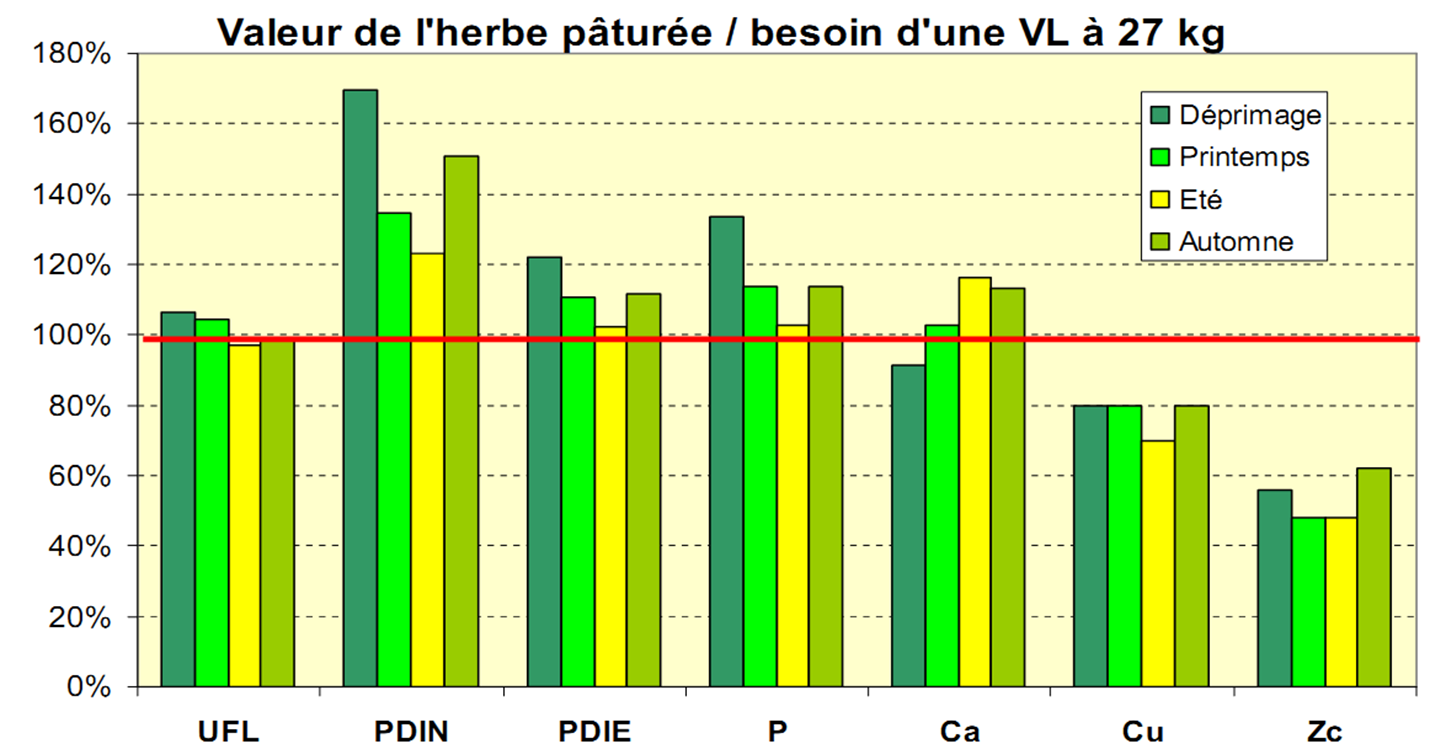 Valeur de l'herbe pâturée / besoin d'une VL à 27 kg
180%
160%
140%
120%
100%
80%
60%
40%
20%
0%
Déprimage
Printemps
Eté
Automne
UFL PDIN PDIE P Ca Cu Zc